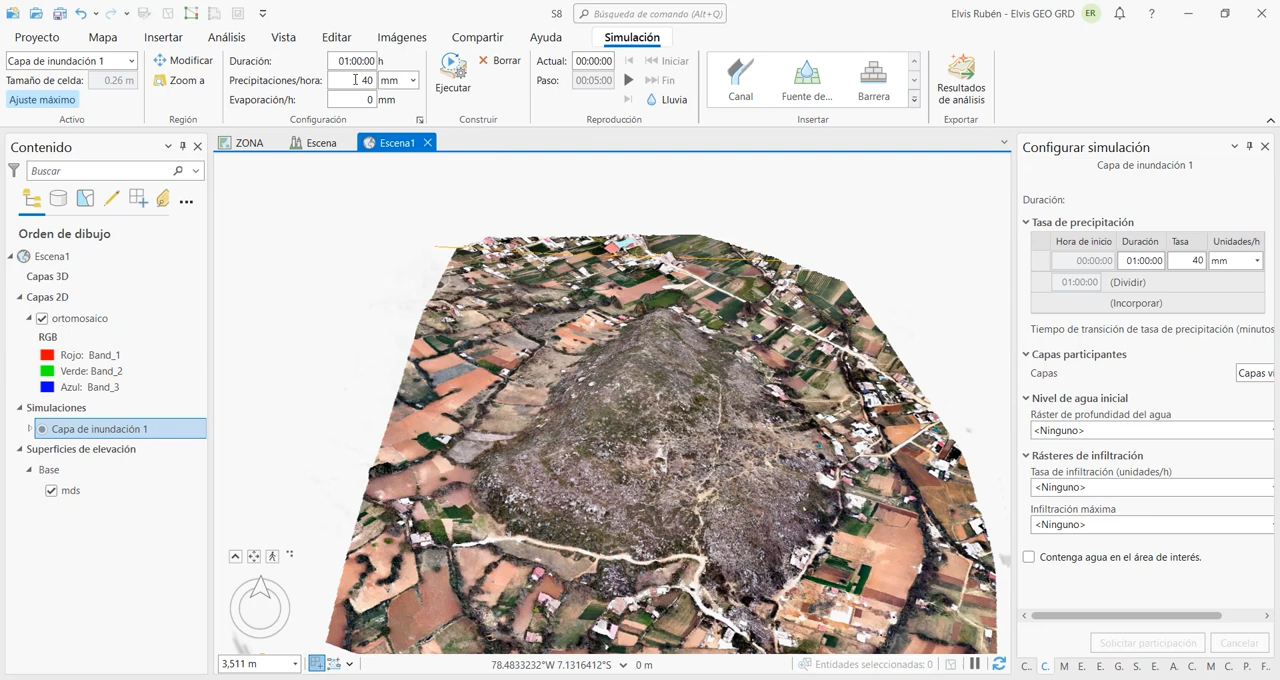 S8
Búsqueda de comando (Alt+Q)
Elvis Rubén - Elvis GEO GRD
ER
?
Proyecto
Mapa
Insertar
Análisis
Vista
Editar
Imágenes
Compartir
Ayuda
Simulación
Capa de inundación 1
Tamaño de celda: 0.26 m
Ajuste máximo
Activo
Modificar
Zoom a
Región
Duración: 01:00:00 h
Precipitaciones/hora: 40 mm
Evaporación/h: 0 mm
Configuración
Ejecutar
Borrar
Construir
Actual: 00:00:00
Paso: 00:05:00
Iniciar
Fin
Lluvia
Reproducción
Canal
Fuente de...
Barrera
Insertar
Resultados
de análisis
Exportar
Contenido
Buscar
Orden de dibujo
Escena1
Capas 3D
Capas 2D
ortomosaico
RGB
Rojo: Band_1
Verde: Band_2
Azul: Band_3
Simulaciones
Capa de inundación 1
Superficies de elevación
Base
mds
ZONA
Escena
Escena1
3,511 m
78.4833232°W 7.1316412°S
0 m
Entidades seleccionadas: 0
Configurar simulación
Capa de inundación 1
Duración:
Tasa de precipitación
Hora de inicio Duración Tasa Unidades/h
00:00:00 01:00:00 40 mm
01:00:00 (Dividir)
(Incorporar)
Tiempo de transición de tasa de precipitación (minutos
Capas participantes
Capas Capas vi
Nivel de agua inicial
Ráster de profundidad del agua
<Ninguno>
Rásteres de infiltración
Tasa de infiltración (unidades/h)
<Ninguno>
Infiltración máxima
<Ninguno>
Contenga agua en el área de interés.
Solicitar participación
Cancelar
C... C. M E. E. G. S. E. A. C. M C. P. F..